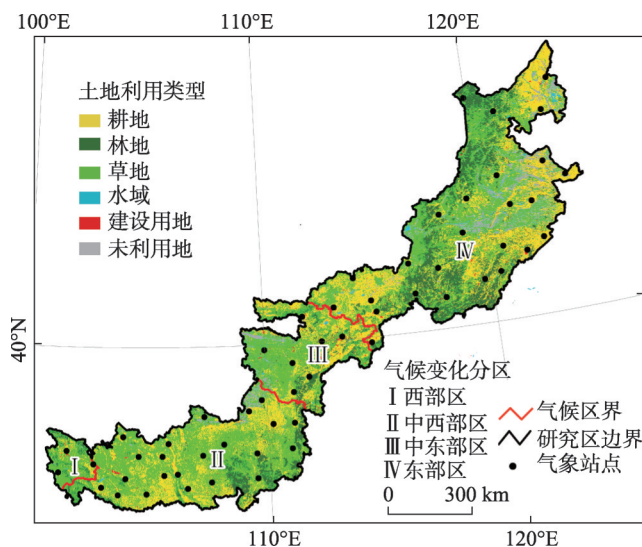 100°E
110°E
120°E
土地利用类型
耕地
林地
草地
水域
建设用地
未利用地
Ⅳ
40°N
Ⅲ
气候变化分区
Ⅰ西部区
Ⅱ中西部区
Ⅲ中东部区
Ⅳ东部区
气候区界
研究区边界
气象站点
Ⅰ
Ⅱ
0 300 km
110°E
120°E